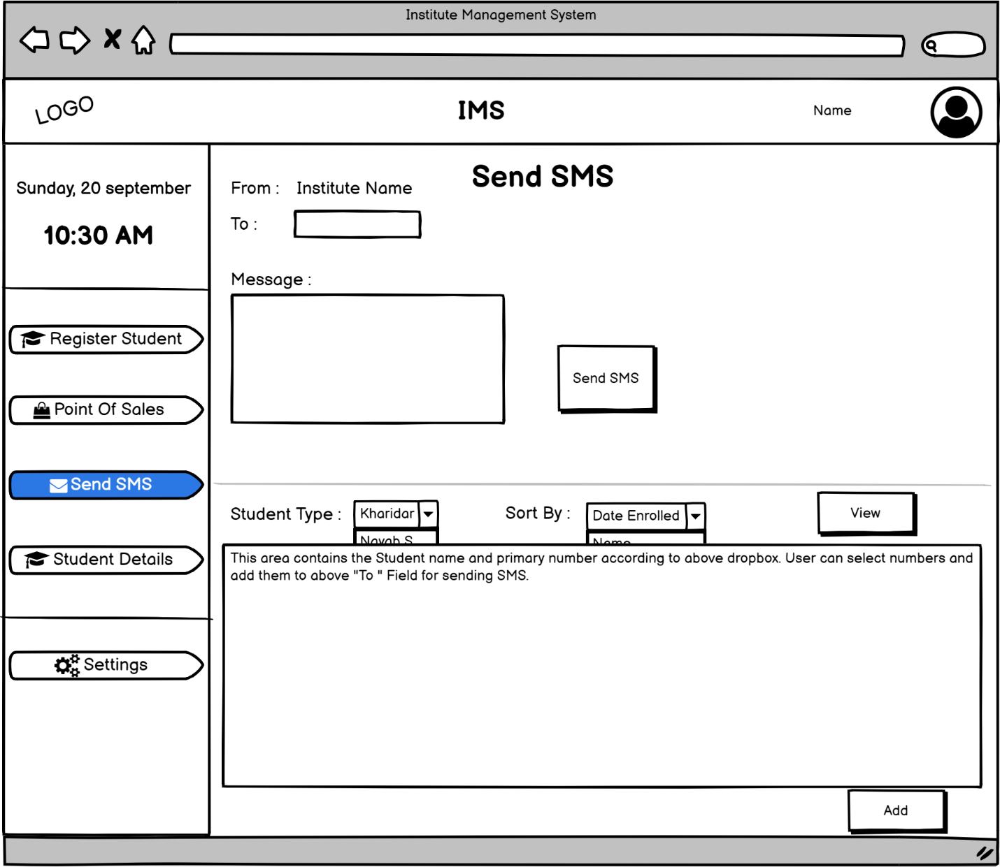 Institute Management System
LOGO
IMS
Name
Sunday, 20 september
10:30 AM
Register Student
Point Of Sales
Send SMS
Student Details
Settings
Send SMS
From : Institute Name
To :
Message :
Send SMS
Student Type : Kharidar
Sort By : Date Enrolled
View
Nayab S
Name
This area contains the Student name and primary number according to above dropbox. User can select numbers and
add them to above "To " Field for sending SMS.
Add